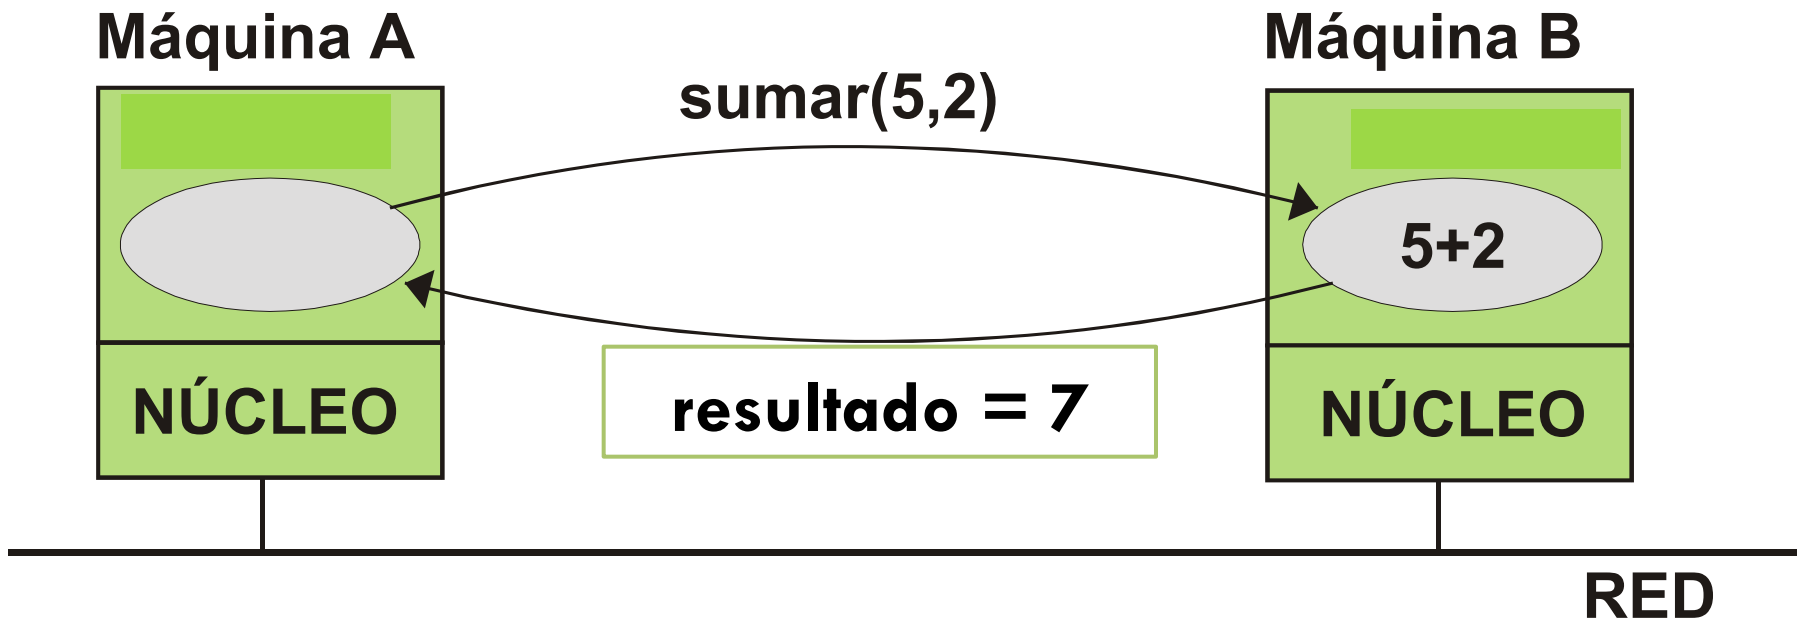 Máquina A
Máquina B
sumar(5,2)
5+2
resultado = 7
NÚCLEO
NÚCLEO
RED